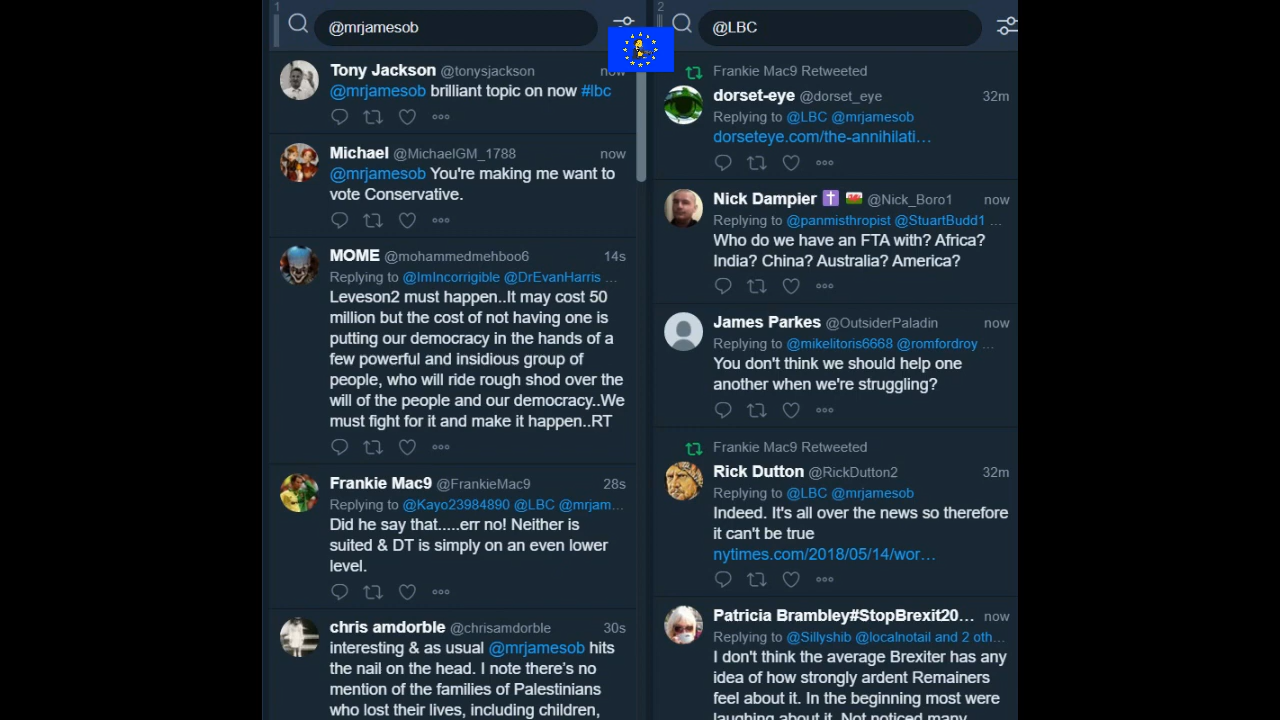 1
@mrjamesob
Tony Jackson @tonysjackson now
@mrjamesob brilliant topic on now #lbc
Michael @MichaelGM_1788 now
@mrjamesob You're making me want to
vote Conservative.
MOME @mohammedmehboo6 14s
Replying to @ImIncorrigible @DrEvanHarris ...
Leveson2 must happen..It may cost 50
million but the cost of not having one is
putting our democracy in the hands of a
few powerful and insidious group of
people, who will ride rough shod over the
will of the people and our democracy..We
must fight for it and make it happen..RT
Frankie Mac9 @FrankieMac9 28s
Replying to @Kayo23984890 @LBC @mrjam...
Did he say that.....err no! Neither is
suited & DT is simply on an even lower
level.
chris amdorble @chrisamdorble 30s
interesting & as usual @mrjamesob hits
the nail on the head. I note there's no
mention of the families of Palestinians
who lost their lives, including children,
2
@LBC
Frankie Mac9 Retweeted
dorset-eye @dorset_eye 32m
Replying to @LBC @mrjamesob
dorseteye.com/the-annihilati…
Nick Dampier @Nick_Boro1 now
Replying to @panmisthropist @StuartBudd1 ...
Who do we have an FTA with? Africa?
India? China? Australia? America?
James Parkes @OutsiderPaladin now
Replying to @mikelitoris6668 @romfordroy ...
You don't think we should help one
another when we're struggling?
Frankie Mac9 Retweeted
Rick Dutton @RickDutton2 32m
Replying to @LBC @mrjamesob
Indeed. It's all over the news so therefore
it can't be true
nytimes.com/2018/05/14/wor…
Patricia Brambley#StopBrexit20... now
Replying to @Sillyshib @localnotail and 2 oth...
I don't think the average Brexiter has any
idea of how strongly ardent Remainers
feel about it. In the beginning most were
laughing about it. Not noticed many